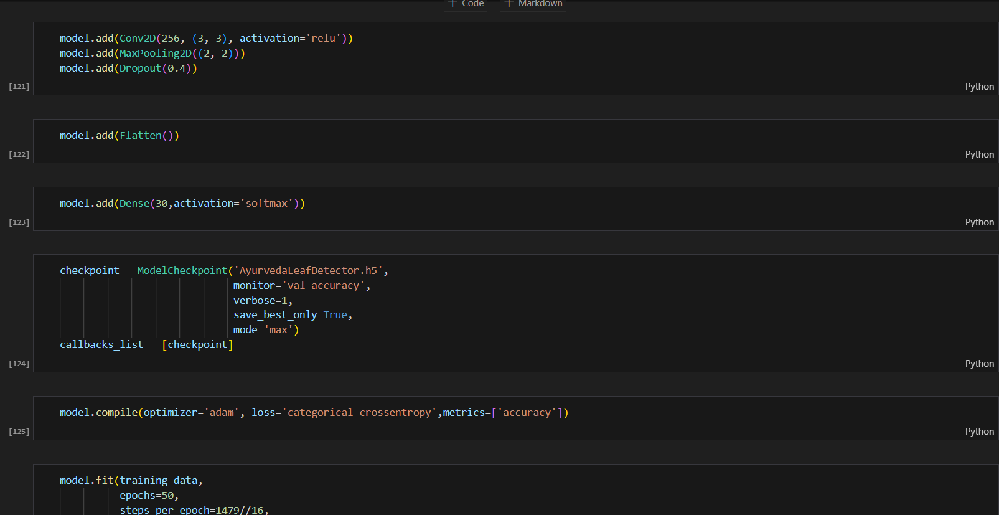 + Code + Markdown
model.add(Conv2D(256, (3, 3), activation='relu'))
model.add(MaxPooling2D((2, 2)))
model.add(Dropout(0.4))
[121] Python
model.add(Flatten())
[122] Python
model.add(Dense(30,activation='softmax'))
[123] Python
checkpoint = ModelCheckpoint('AyurvedaLeafDetector.h5',
monitor='val_accuracy',
verbose=1,
save_best_only=True,
mode='max')
callbacks_list = [checkpoint]
[124] Python
model.compile(optimizer='adam', loss='categorical_crossentropy',metrics=['accuracy'])
[125] Python
model.fit(training_data,
epochs=50,
steps_per_epoch=1479//16,